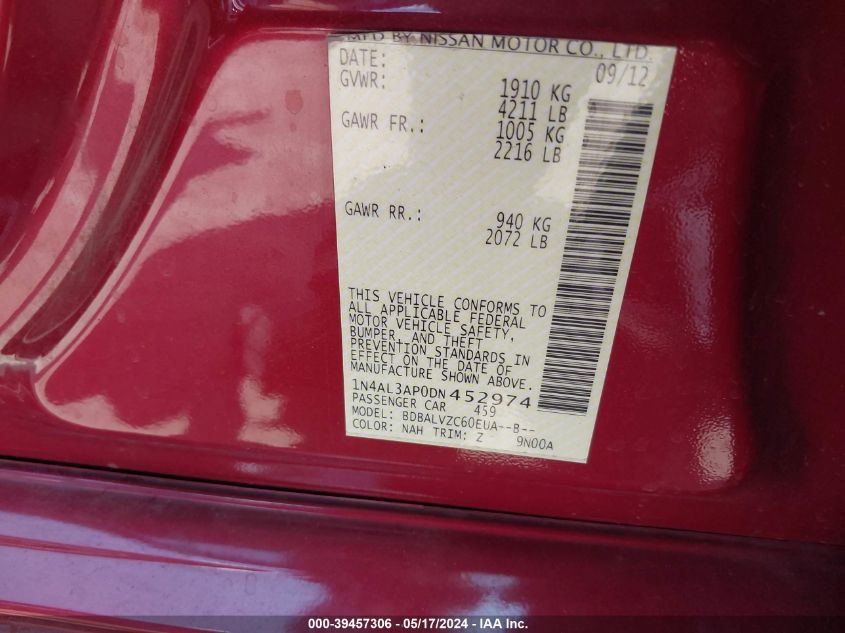 MFD BY NISSAN MOTOR CO., LTD.
DATE: 09/12
GVWR: 1910 KG
4211 LB
GAWR FR.: 1005 KG
2216 LB
GAWR RR.: 940 KG
2072 LB
THIS VEHICLE CONFORMS TO
ALL APPLICABLE FEDERAL
MOTOR VEHICLE SAFETY,
BUMPER, AND THEFT
PREVENTION STANDARDS IN
EFFECT ON THE DATE OF
MANUFACTURE SHOWN ABOVE.
1N4AL3AP0DN452974
PASSENGER CAR 459
MODEL: BDBALVZC60EUA--B--
COLOR: NAH TRIM: Z 9N00A
000-39457306 - 05/17/2024 - IAA Inc.